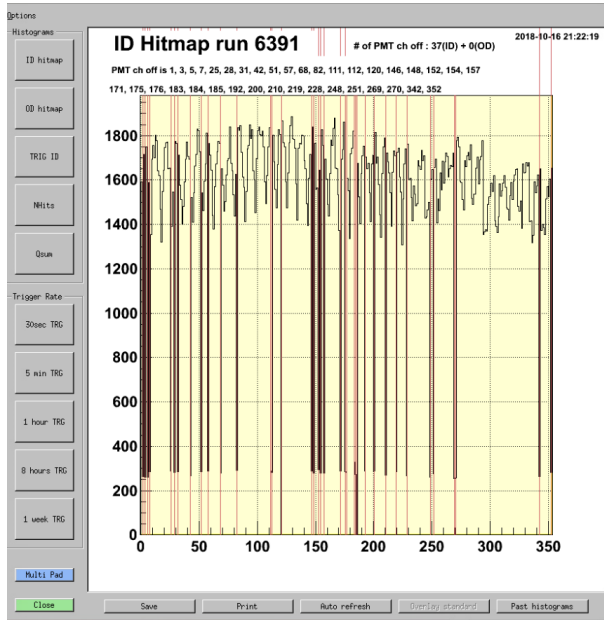 Options
Histograms
ID hitmap
OD hitmap
TRIG ID
NHits
Qsum
Trigger Rate
30sec TRG
5 min TRG
1 hour TRG
8 hours TRG
1 week TRG
Multi Pad
Close
ID Hitmap run 6391
# of PMT ch off : 37(ID) + 0(OD)
2018-10-16 21:22:19
PMT ch off is 1, 3, 5, 7, 25, 28, 31, 42, 51, 57, 68, 82, 111, 112, 120, 146, 148, 152, 154, 157
171, 175, 176, 183, 184, 185, 192, 200, 210, 219, 228, 248, 251, 269, 270, 342, 352
1800
1600
1400
1200
1000
800
600
400
200
0
0 50 100 150 200 250 300 350
Save Print Auto refresh Overlay standard Past histograms